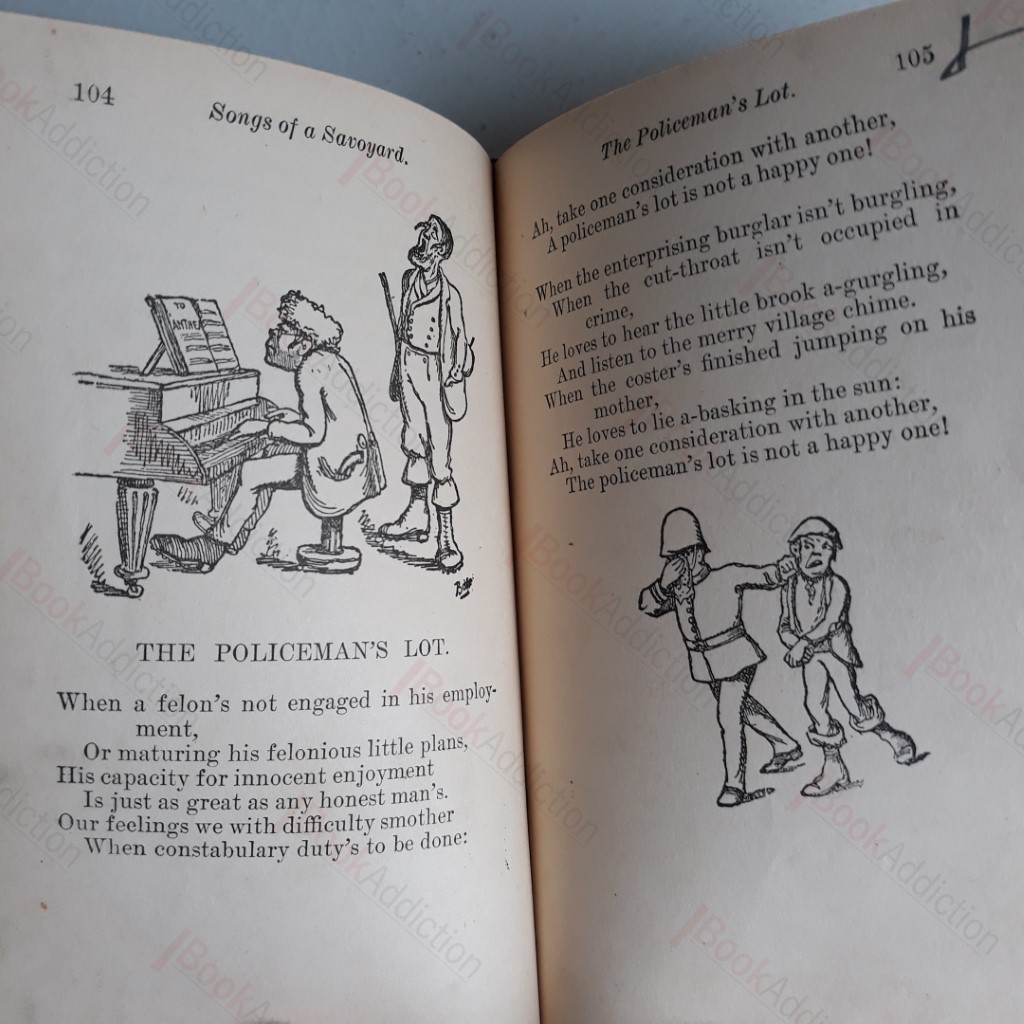 104
Songs of a Savoyard.
TO
ANTHEA
THE POLICEMAN'S LOT.
When a felon's not engaged in his employ-
ment,
Or maturing his felonious little plans,
His capacity for innocent enjoyment
Is just as great as any honest man's.
Our feelings we with difficulty smother
When constabulary duty's to be done:
The Policeman's Lot.
105
Ah, take one consideration with another,
A policeman's lot is not a happy one!
When the enterprising burglar isn't burgling,
When the cut-throat isn't occupied in
crime,
He loves to hear the little brook a-gurgling,
And listen to the merry village chime.
When the coster's finished jumping on his
mother,
He loves to lie a-basking in the sun:
Ah, take one consideration with another,
The policeman's lot is not a happy one!
BookAddiction